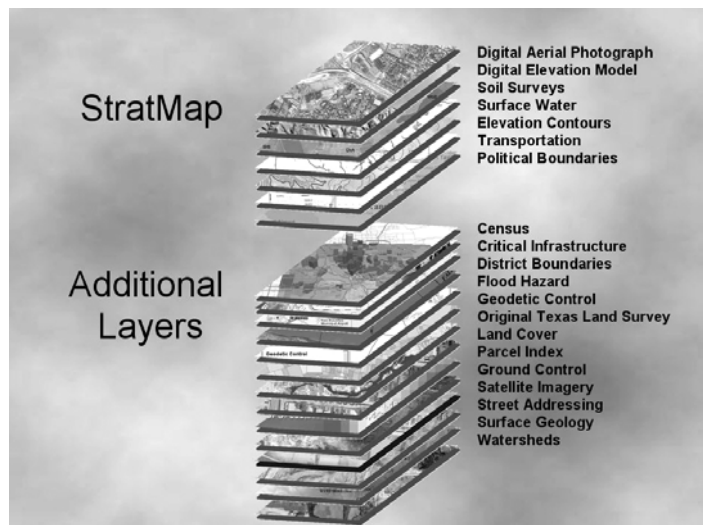 StratMap
Digital Aerial Photograph
Digital Elevation Model
Soil Surveys
Surface Water
Elevation Contours
Transportation
Political Boundaries
Additional
Layers
Census
Critical Infrastructure
District Boundaries
Flood Hazard
Geodetic Control
Original Texas Land Survey
Land Cover
Parcel Index
Ground Control
Satellite Imagery
Street Addressing
Surface Geology
Watersheds
Geodetic Control